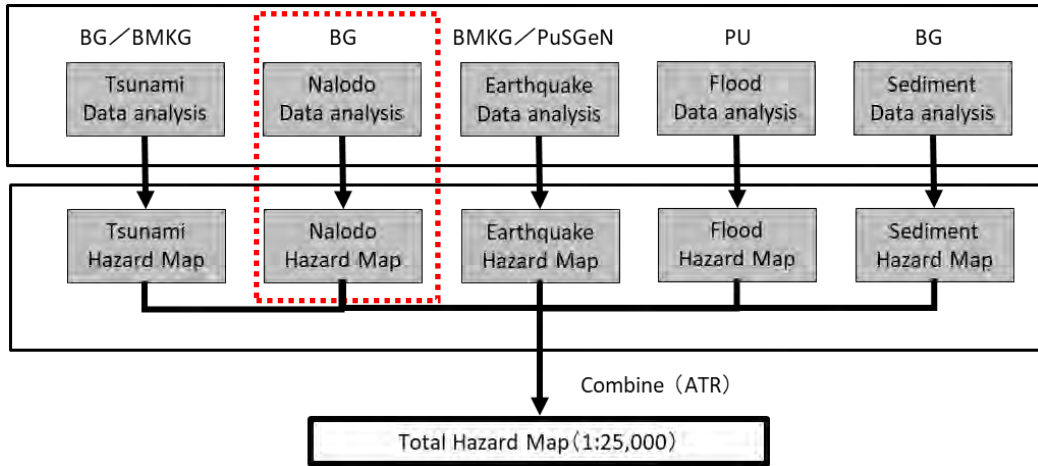 BG／BMKG
BG
BMKG／PuSGeN
PU
BG
Tsunami
Data analysis
Nalodo
Data analysis
Earthquake
Data analysis
Flood
Data analysis
Sediment
Data analysis
Tsunami
Hazard Map
Nalodo
Hazard Map
Earthquake
Hazard Map
Flood
Hazard Map
Sediment
Hazard Map
Combine（ATR）
Total Hazard Map（1:25,000）